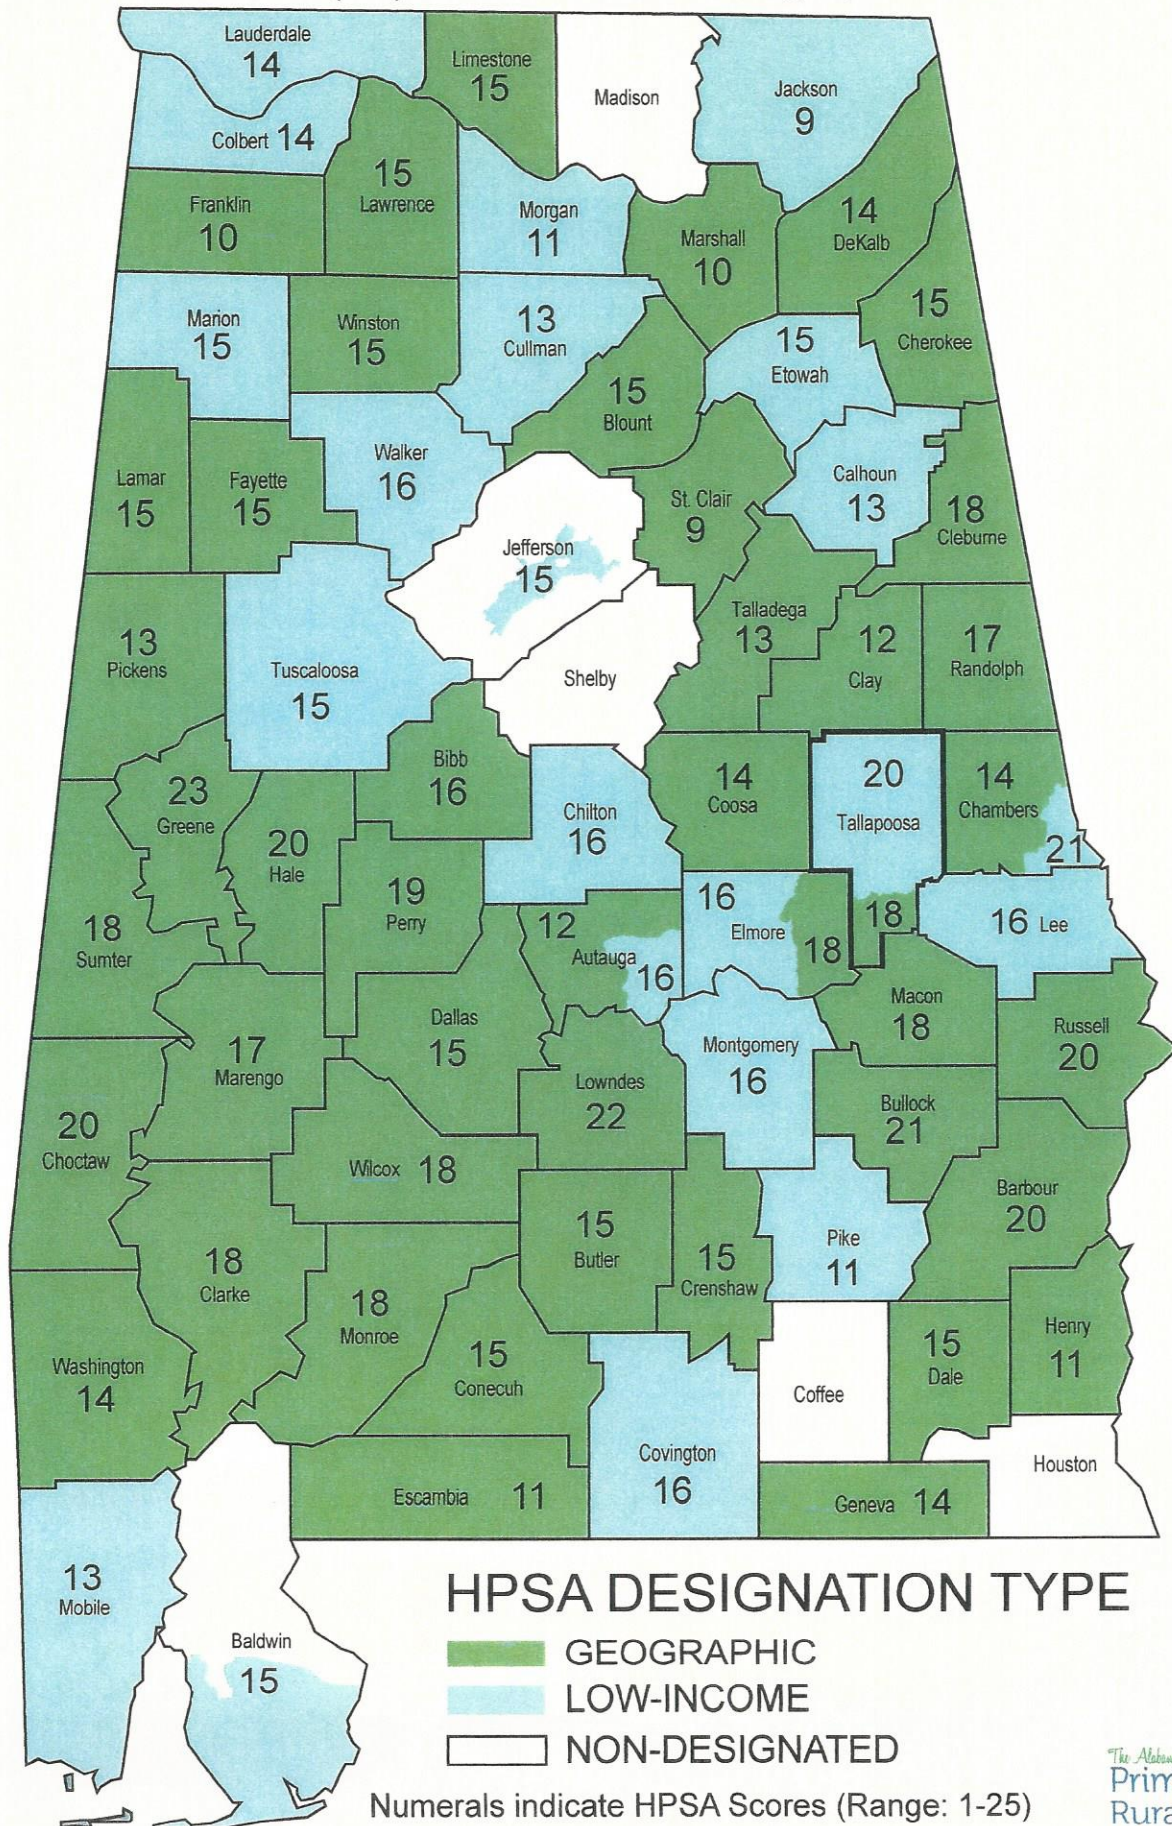 Lauderdale
14
Limestone
15
Madison
Jackson
9
Colbert 14
15
Lawrence
Franklin
10
Morgan
11
Marshall
10
14
DeKalb
15
Cherokee
Marion
15
Winston
15
13
Cullman
15
Etowah
15
Blount
Lamar
15
Fayette
15
Walker
16
Calhoun
13
St. Clair
9
18
Cleburne
Jefferson
15
Talladega
13
12
Clay
17
Randolph
13
Pickens
Tuscaloosa
15
Shelby
Bibb
16
14
Coosa
20
Tallapoosa
18
14
Chambers
21
23
Greene
20
Hale
Chilton
16
19
Perry
18
Sumter
12
Autauga
16
16
Elmore
18
16 Lee
Macon
18
Russell
20
Dallas
15
17
Marengo
Montgomery
16
Lowndes
22
Bullock
21
20
Choctaw
Wilcox 18
Barbour
20
15
Butler
15
Crenshaw
Pike
11
18
Clarke
18
Monroe
15
Conecuh
Washington
14
Henry
11
15
Dale
Coffee
Houston
Covington
16
Escambia 11
Geneva 14
13
Mobile
Baldwin
15
HPSA DESIGNATION TYPE
GEOGRAPHIC
LOW-INCOME
NON-DESIGNATED
Numerals indicate HPSA Scores (Range: 1-25)
The
Prim
Rura